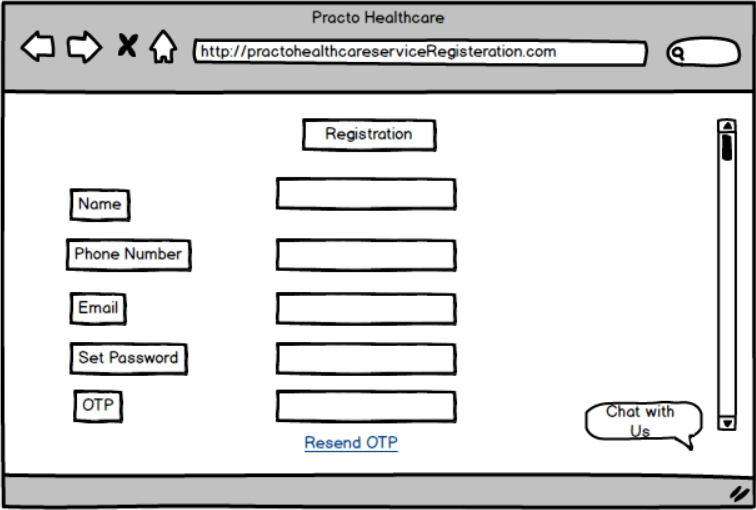 Practo Healthcare
http://practohealthcareserviceRegisteration.com
Registration
Name
Phone Number
Email
Set Password
OTP
Resend OTP
Chat with
Us